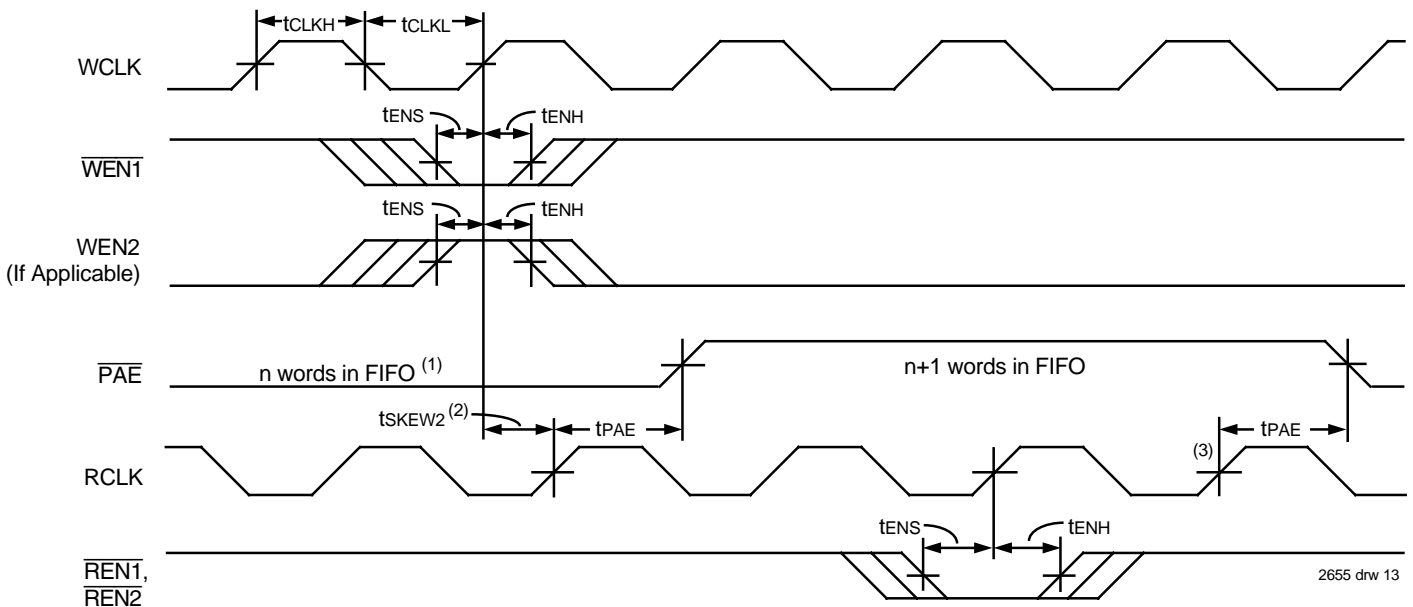 tCLKH tCLKL
WCLK
tENS tENH
WEN1
tENS tENH
WEN2
(If Applicable)
PAE n words in FIFO (1) n+1 words in FIFO
tSKEW2 (2) tPAE (3) tPAE
RCLK
tENS tENH
REN1,
REN2
2655 drw 13